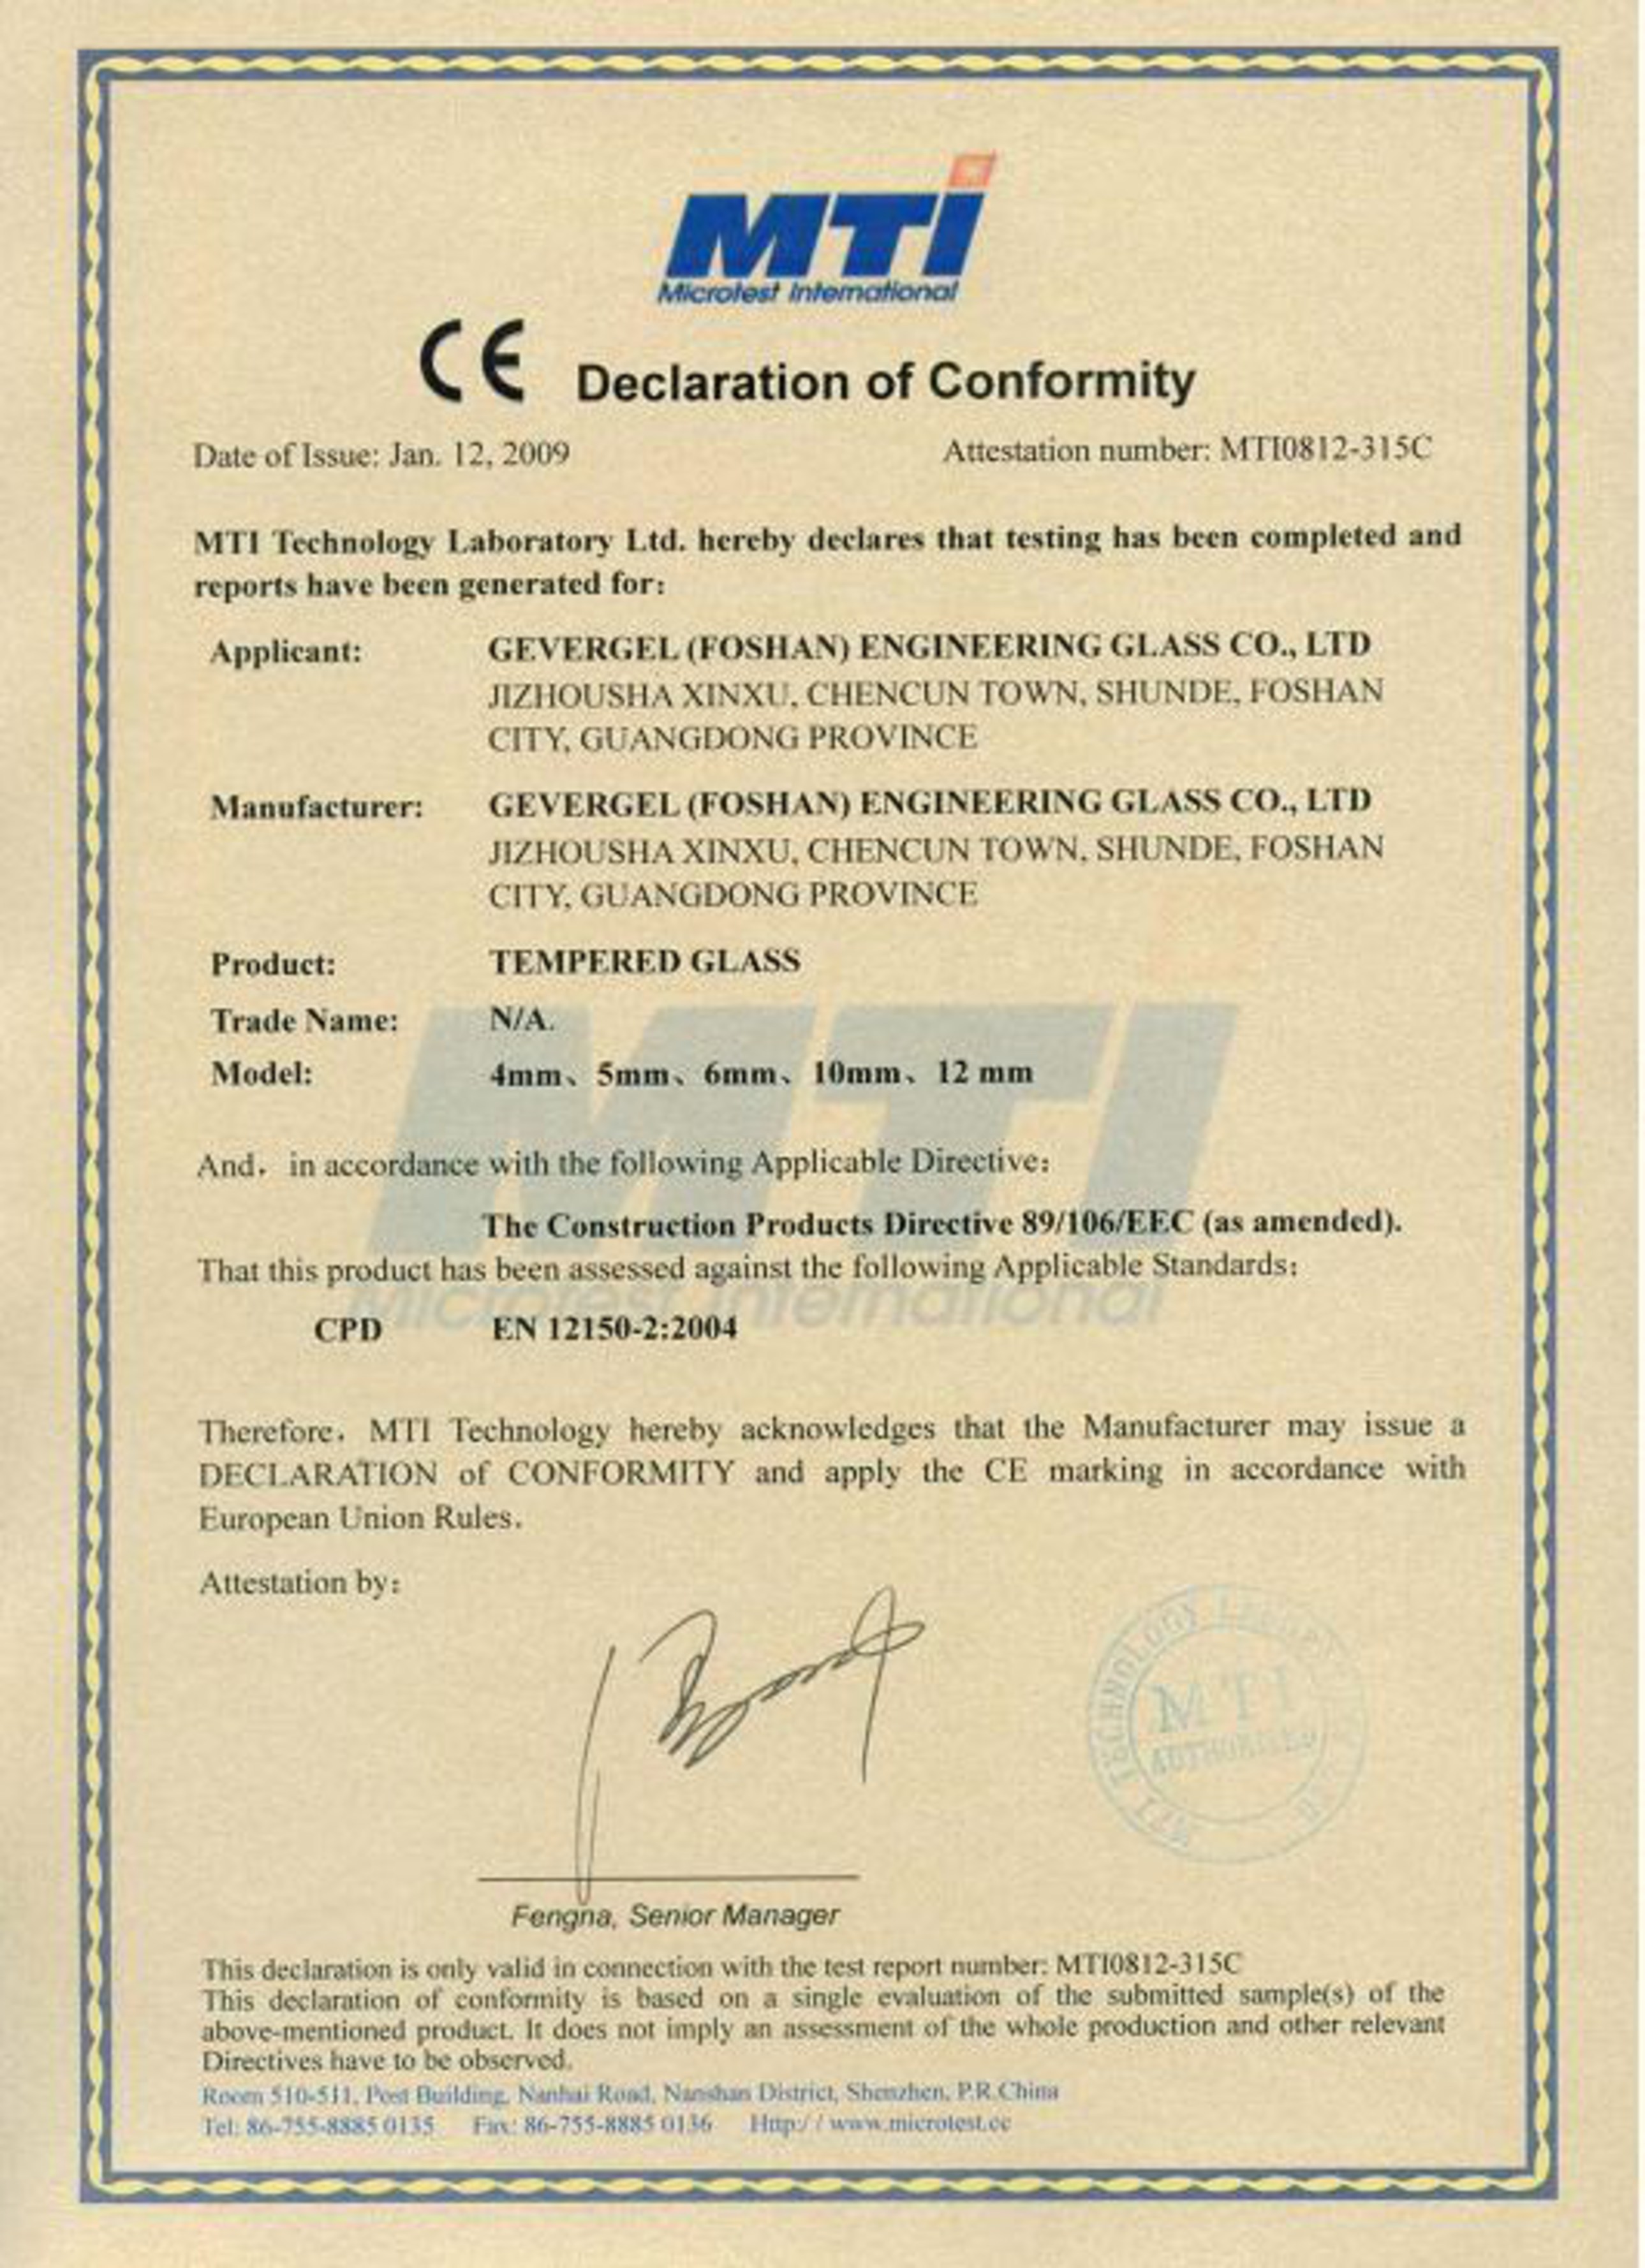 MTi
Microtest International
CE Declaration of Conformity
Date of Issue: Jan. 12, 2009 Attestation number: MTI0812-315C
MTI Technology Laboratory Ltd. hereby declares that testing has been completed and
reports have been generated for:
Applicant: GEVERGEL (FOSHAN) ENGINEERING GLASS CO., LTD
JIZHOUSHA XINXU, CHENCUN TOWN, SHUNDE, FOSHAN
CITY, GUANGDONG PROVINCE
Manufacturer: GEVERGEL (FOSHAN) ENGINEERING GLASS CO., LTD
JIZHOUSHA XINXU, CHENCUN TOWN, SHUNDE, FOSHAN
CITY, GUANGDONG PROVINCE
Product: TEMPERED GLASS
Trade Name: N/A.
Model: 4mm、5mm、6mm、10mm、12 mm
MTI
And，in accordance with the following Applicable Directive:
The Construction Products Directive 89/106/EEC (as amended).
That this product has been assessed against the following Applicable Standards:
Microtest International
CPD EN 12150-2:2004
Therefore，MTI Technology hereby acknowledges that the Manufacturer may issue a
DECLARATION of CONFORMITY and apply the CE marking in accordance with
European Union Rules.
Attestation by:
MTI TECHNOLOGY
MTI
AUTHORIZED
Fengna, Senior Manager
This declaration is only valid in connection with the test report number: MTI0812-315C
This declaration of conformity is based on a single evaluation of the submitted sample(s) of the
above-mentioned product. It does not imply an assessment of the whole production and other relevant
Directives have to be observed.
Room 510-511, Post Building, Nanhai Road, Nanshan District, Shenzhen, P.R.China
Tel: 86-755-8885 0135 Fax: 86-755-8885 0136 Http:/ / www.microtest.cc